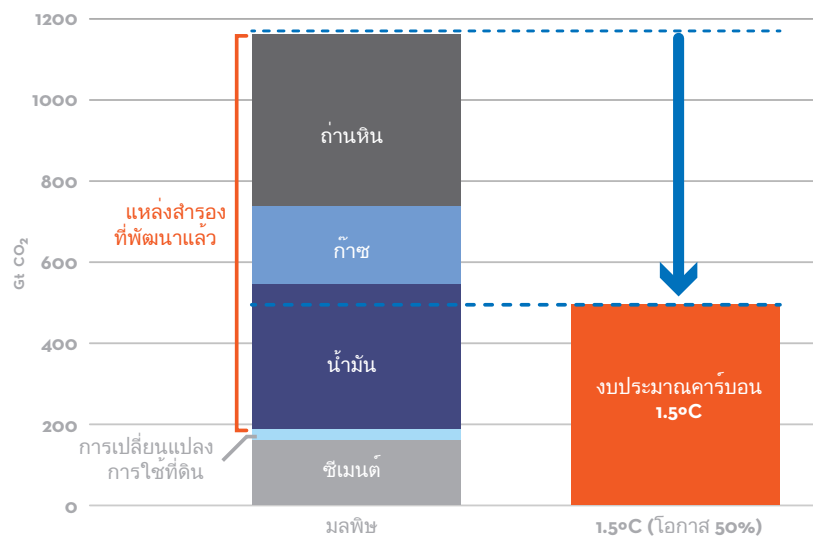 1200
1000
800
600
400
200
0
Gt CO₂
แหล่งสำรอง
ที่พัฒนาแล้ว
การเปลี่ยนแปลง
การใช้ที่ดิน
ถ่านหิน
ก๊าซ
น้ำมัน
ซีเมนต์
งบประมาณคาร์บอน
1.5ºC
มลพิษ
1.5ºC (โอกาส 50%)